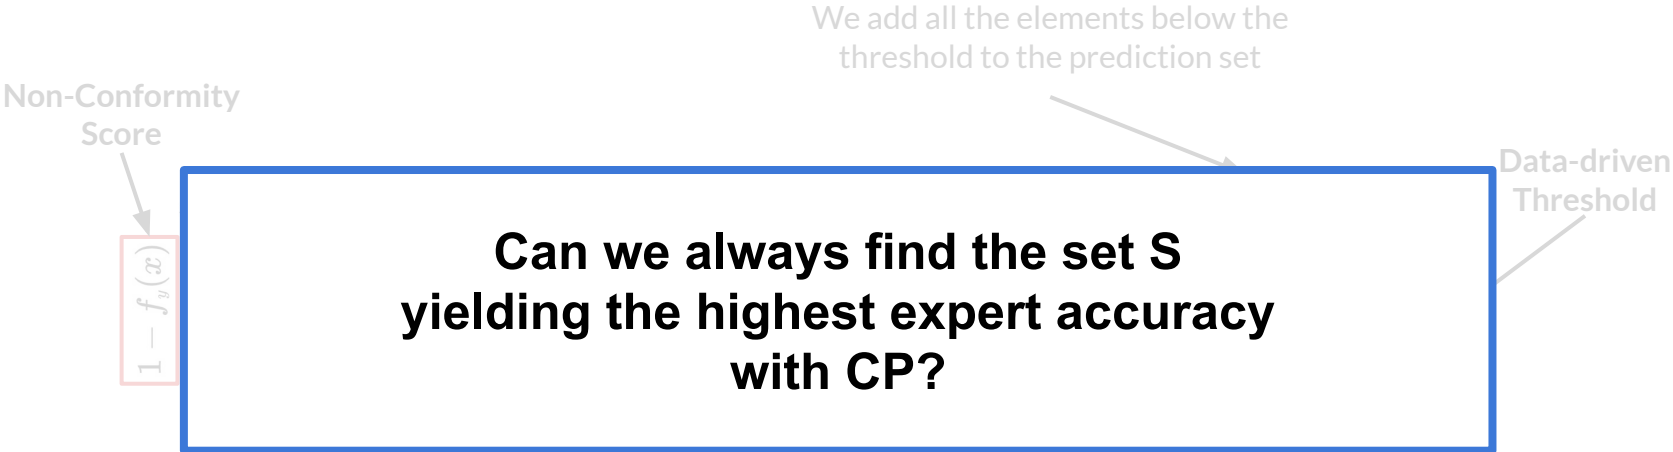 We add all the elements below the
threshold to the prediction set
Non-Conformity
Score
Data-driven
Threshold
1 − f_y(x)
Can we always find the set S
yielding the highest expert accuracy
with CP?